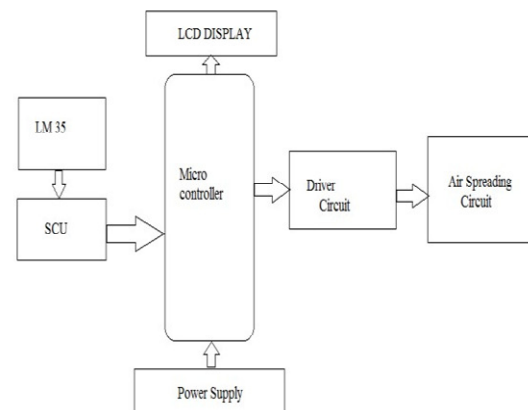 LCD DISPLAY
LM 35
SCU
Micro
controller
Driver
Circuit
Air Spreading
Circuit
Power Supply